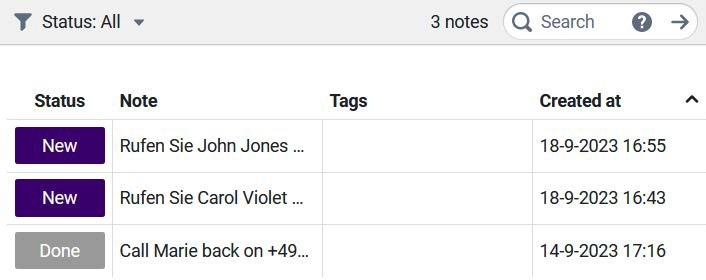 Status: All 3 notes Search ?
Status Note Tags Created at
New Rufen Sie John Jones ... 18-9-2023 16:55
New Rufen Sie Carol Violet ... 18-9-2023 16:43
Done Call Marie back on +49... 14-9-2023 17:16